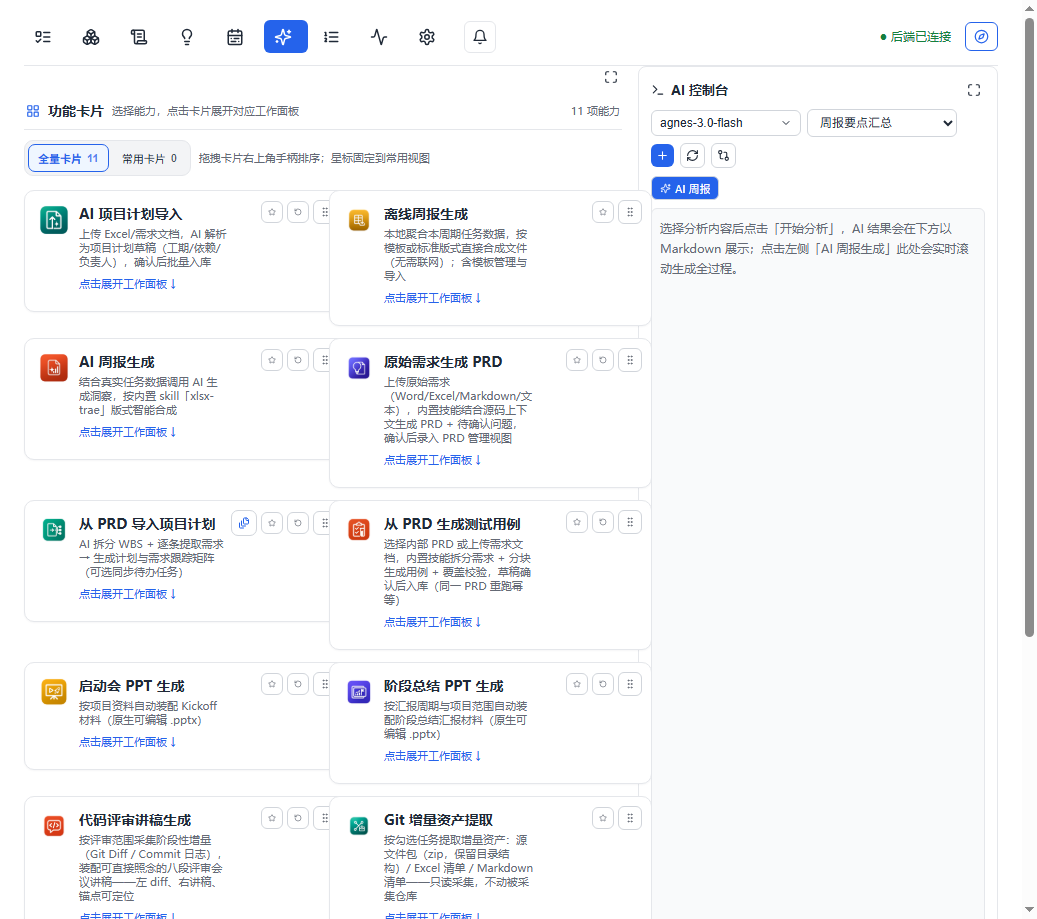 后端已连接
功能卡片 选择能力，点击卡片展开对应工作面板 11 项能力
全量卡片 11 常用卡片 0 拖拽卡片右上角手柄排序；星标固定到常用视图
AI 项目计划导入
上传 Excel/需求文档，AI 解析
为项目计划草稿（工期/依赖/
负责人），确认后批量入库
点击展开工作面板 ↓
离线周报生成
本地聚合本周期任务数据，按
模板或标准版式直接合成文件
（无需联网）；含模板管理与
导入
点击展开工作面板 ↓
AI 周报生成
结合真实任务数据调用 AI 生
成洞察，按内置 skill「xlsx-
trae」版式智能合成
点击展开工作面板 ↓
原始需求生成 PRD
上传原始需求
（Word/Excel/Markdown/文
本），内置技能结合源码上下
文生成 PRD + 待确认问题，
确认后录入 PRD 管理视图
点击展开工作面板 ↓
从 PRD 导入项目计划
AI 拆分 WBS + 逐条提取需求
→ 生成计划与需求跟踪矩阵
（可选同步待办任务）
点击展开工作面板 ↓
从 PRD 生成测试用例
选择内部 PRD 或上传需求文
档，内置技能拆分需求 + 分块
生成用例 + 覆盖校验，草稿确
认后入库（同一 PRD 重跑幂
等）
点击展开工作面板 ↓
启动会 PPT 生成
按项目资料自动装配 Kickoff
材料（原生可编辑 .pptx）
点击展开工作面板 ↓
阶段总结 PPT 生成
按汇报周期与项目范围自动装
配阶段总结汇报材料（原生可
编辑 .pptx）
点击展开工作面板 ↓
代码评审讲稿生成
按评审范围采集阶段性增量
（Git Diff / Commit 日志），
装配可直接照念的八段评审会
议讲稿——左 diff、右讲稿、
锚点可定位
点击展开工作面板 ↓
Git 增量资产提取
按勾选任务提取增量资产：源
文件包（zip，保留目录结
构）/ Excel 清单 / Markdown
清单——只读采集，不动被采
集仓库
点击展开工作面板 ↓
AI 控制台
agnes-3.0-flash 周报要点汇总
AI 周报
选择分析内容后点击「开始分析」，AI 结果会在下方以
Markdown 展示；点击左侧「AI 周报生成」此处会实时滚
动生成全过程。